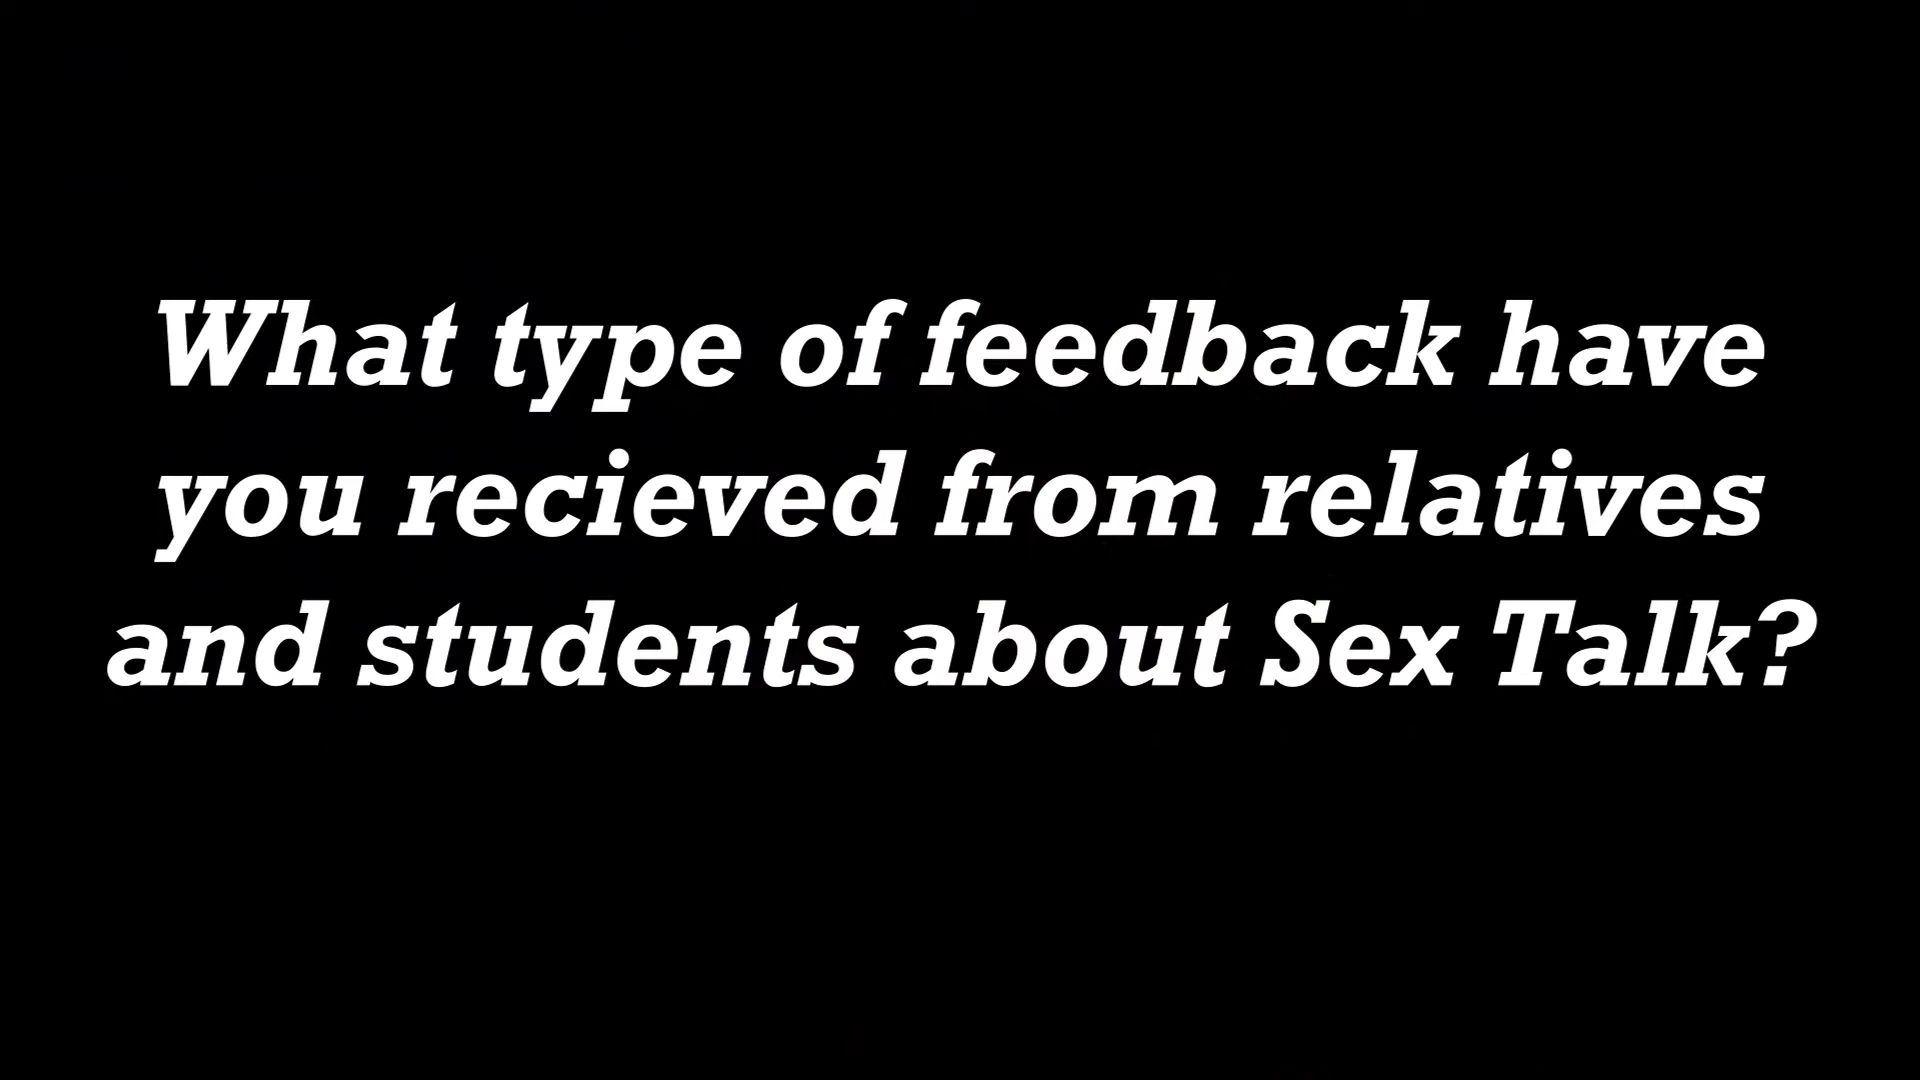 What type of feedback have
you recieved from relatives
and students about Sex Talk?